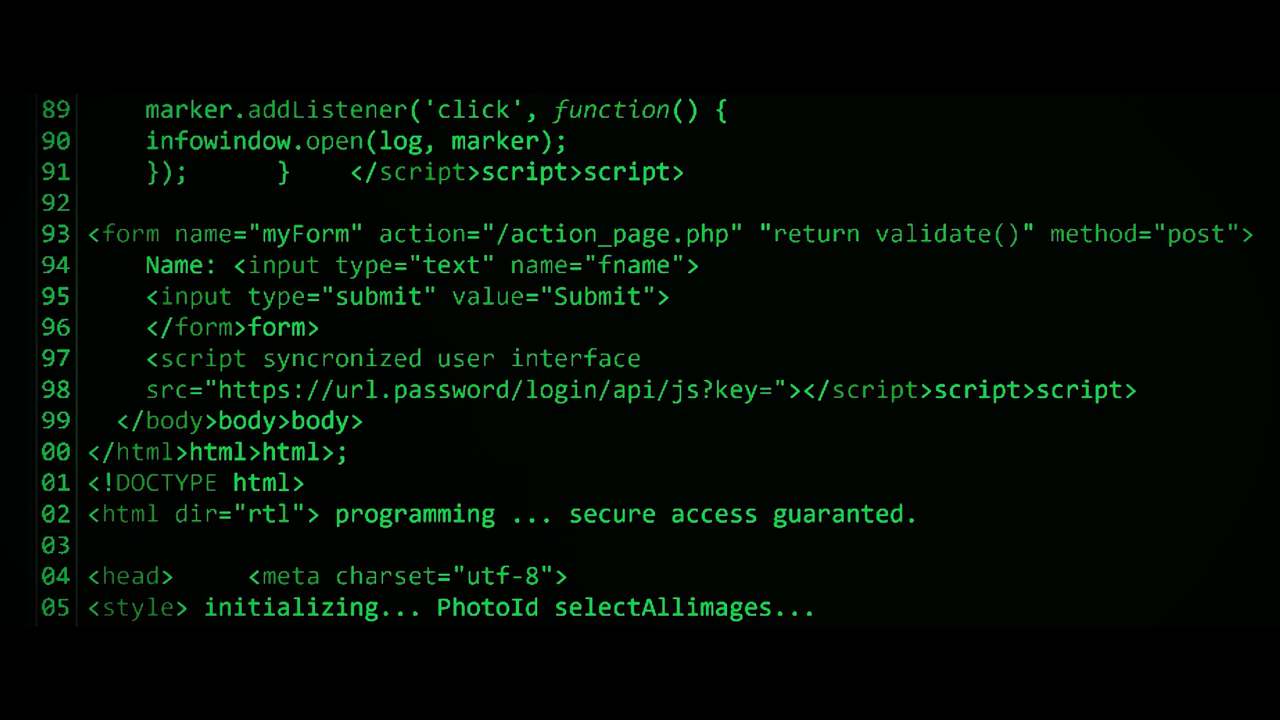 89 marker.addListener('click', function() {
90 infowindow.open(log, marker);
91 }); } </script>script>script>
92
93 <form name="myForm" action="/action_page.php" "return validate()" method="post">
94 Name: <input type="text" name="fname">
95 <input type="submit" value="Submit">
96 </form>form>
97 <script syncronized user interface
98 src="https://url.password/login/api/js?key="></script>script>script>
99 </body>body>body>
00 </html>html>html>;
01 <!DOCTYPE html>
02 <html dir="rtl"> programming ... secure access guaranted.
03
04 <head> <meta charset="utf-8">
05 <style> initializing... PhotoId selectAllimages...